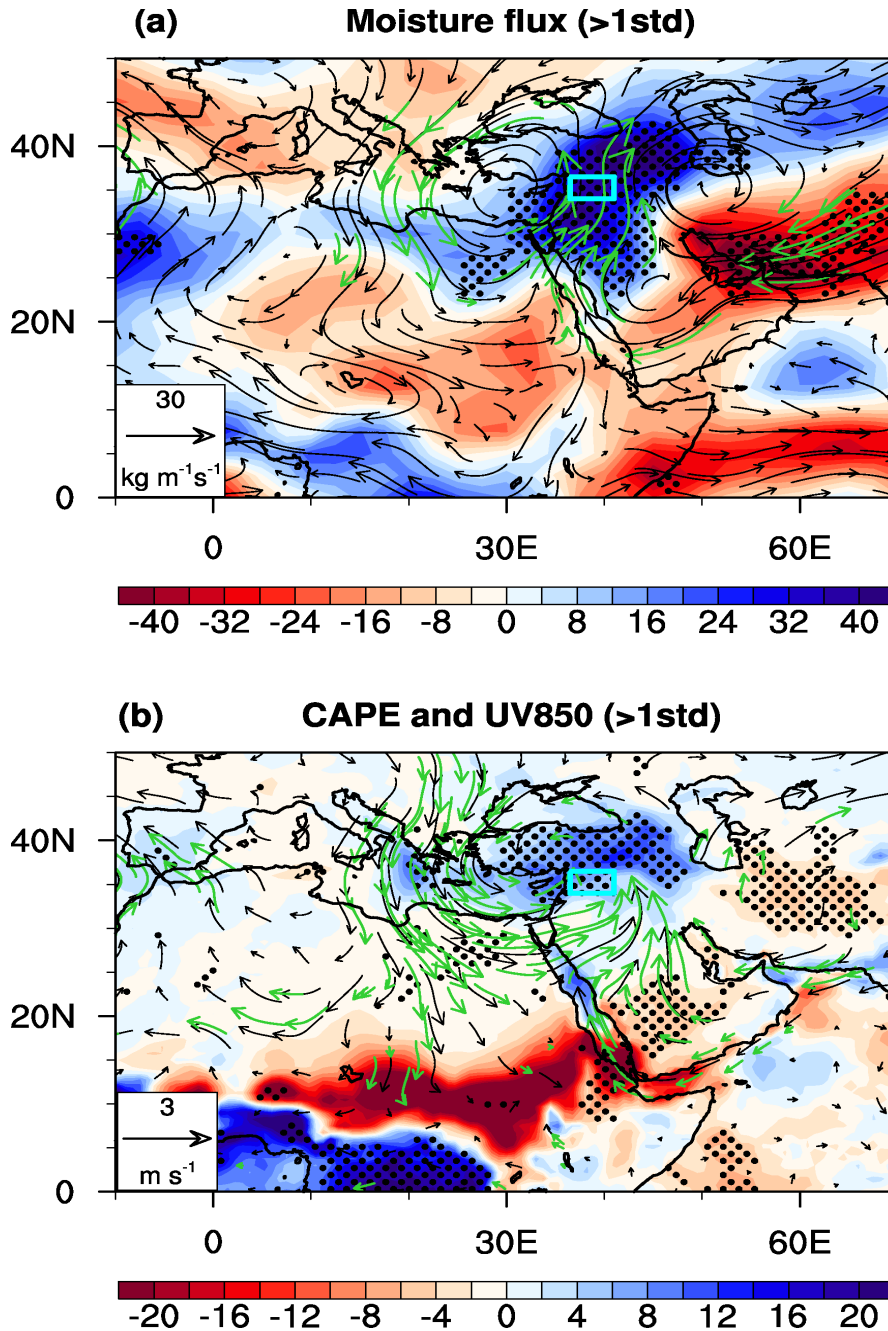 (a) Moisture flux (>1std)
40N
20N
30
kg m⁻¹s⁻¹
0
0 30E 60E
-40 -32 -24 -16 -8 0 8 16 24 32 40
(b) CAPE and UV850 (>1std)
40N
20N
3
m s⁻¹
0
0 30E 60E
-20 -16 -12 -8 -4 0 4 8 12 16 20